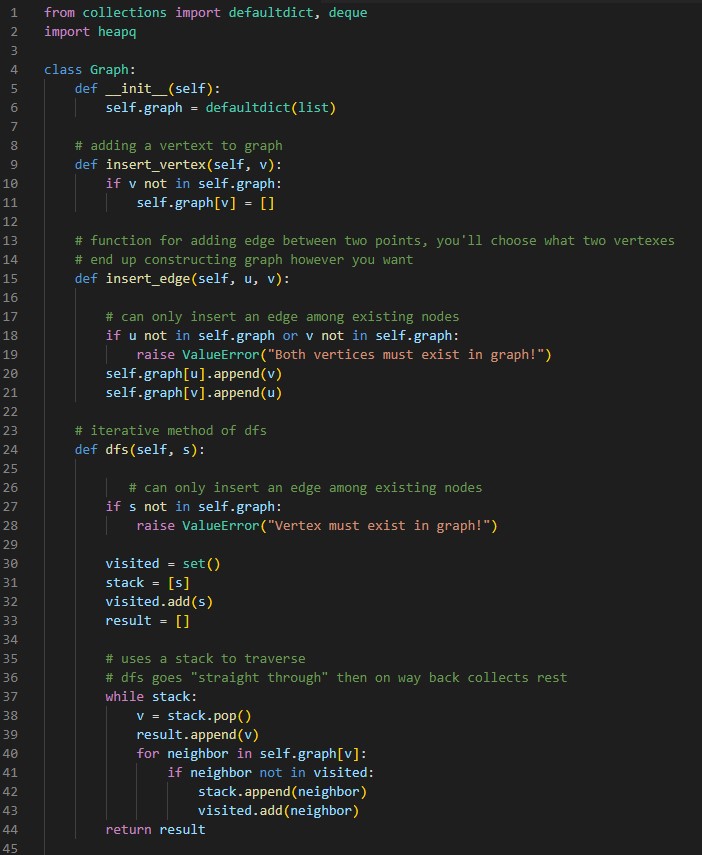 1 from collections import defaultdict, deque
2 import heapq
3
4 class Graph:
5     def __init__(self):
6         self.graph = defaultdict(list)
7
8     # adding a vertext to graph
9     def insert_vertex(self, v):
10         if v not in self.graph:
11             self.graph[v] = []
12
13     # function for adding edge between two points, you'll choose what two vertexes
14     # end up constructing graph however you want
15     def insert_edge(self, u, v):
16
17         # can only insert an edge among existing nodes
18         if u not in self.graph or v not in self.graph:
19             raise ValueError("Both vertices must exist in graph!")
20         self.graph[u].append(v)
21         self.graph[v].append(u)
22
23     # iterative method of dfs
24     def dfs(self, s):
25
26            # can only insert an edge among existing nodes
27         if s not in self.graph:
28             raise ValueError("Vertex must exist in graph!")
29
30         visited = set()
31         stack = [s]
32         visited.add(s)
33         result = []
34
35         # uses a stack to traverse
36         # dfs goes "straight through" then on way back collects rest
37         while stack:
38             v = stack.pop()
39             result.append(v)
40             for neighbor in self.graph[v]:
41                 if neighbor not in visited:
42                     stack.append(neighbor)
43                     visited.add(neighbor)
44         return result
45